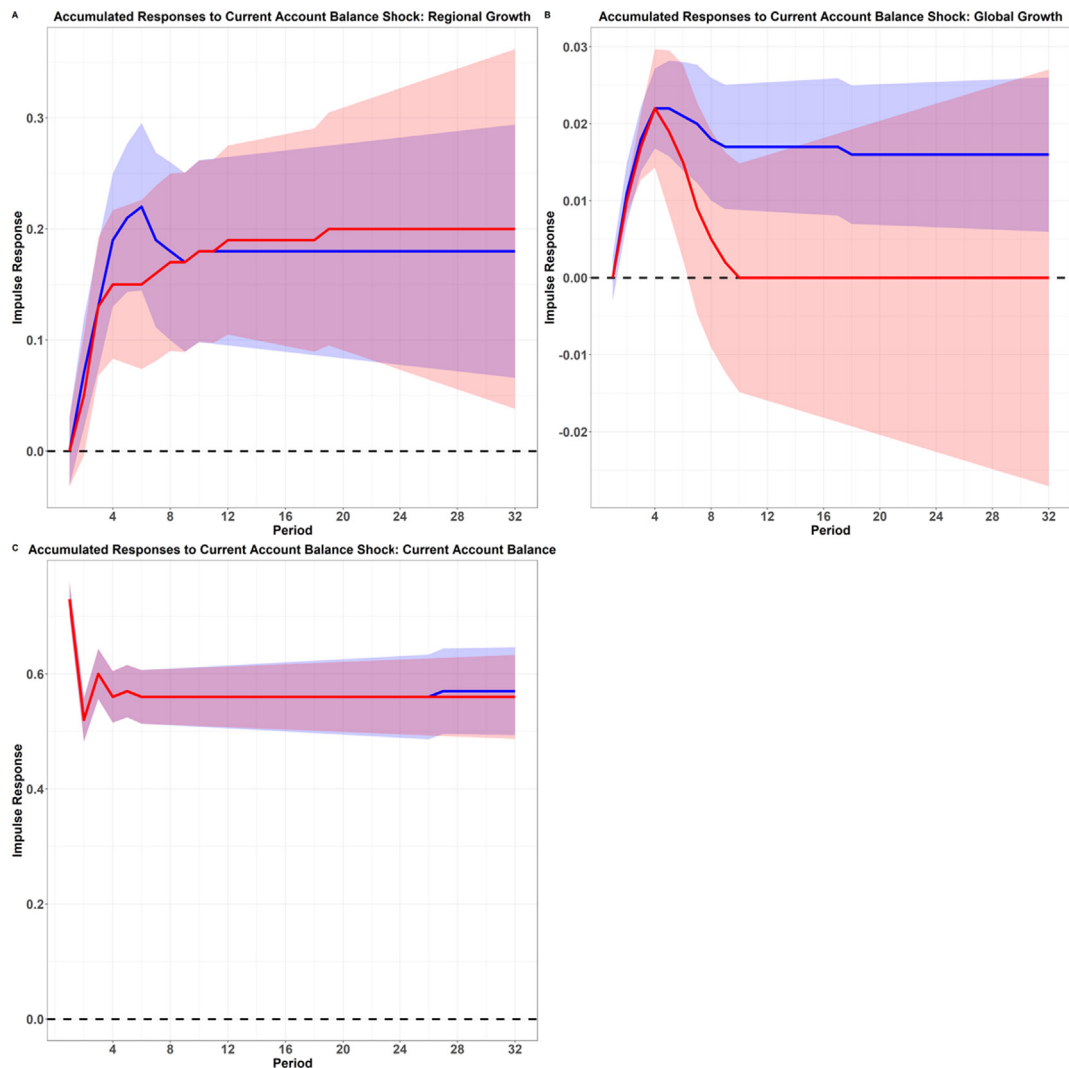 A Accumulated Responses to Current Account Balance Shock: Regional Growth
Impulse Response
0.3
0.2
0.1
0.0
4 8 12 16 20 24 28 32
Period
B Accumulated Responses to Current Account Balance Shock: Global Growth
Impulse Response
0.03
0.02
0.01
0.00
-0.01
-0.02
4 8 12 16 20 24 28 32
Period
C Accumulated Responses to Current Account Balance Shock: Current Account Balance
Impulse Response
0.6
0.4
0.2
0.0
4 8 12 16 20 24 28 32
Period